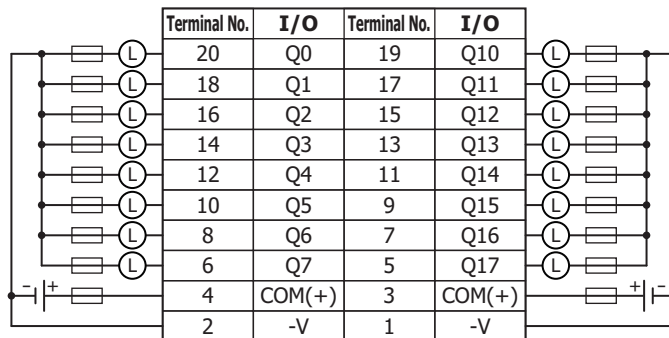 Terminal No. I/O Terminal No. I/O
L 20 Q0 19 Q10 L
L 18 Q1 17 Q11 L
L 16 Q2 15 Q12 L
L 14 Q3 13 Q13 L
L 12 Q4 11 Q14 L
L 10 Q5 9 Q15 L
L 8 Q6 7 Q16 L
L 6 Q7 5 Q17 L
- + 4 COM(+) 3 COM(+) + -
2 -V 1 -V